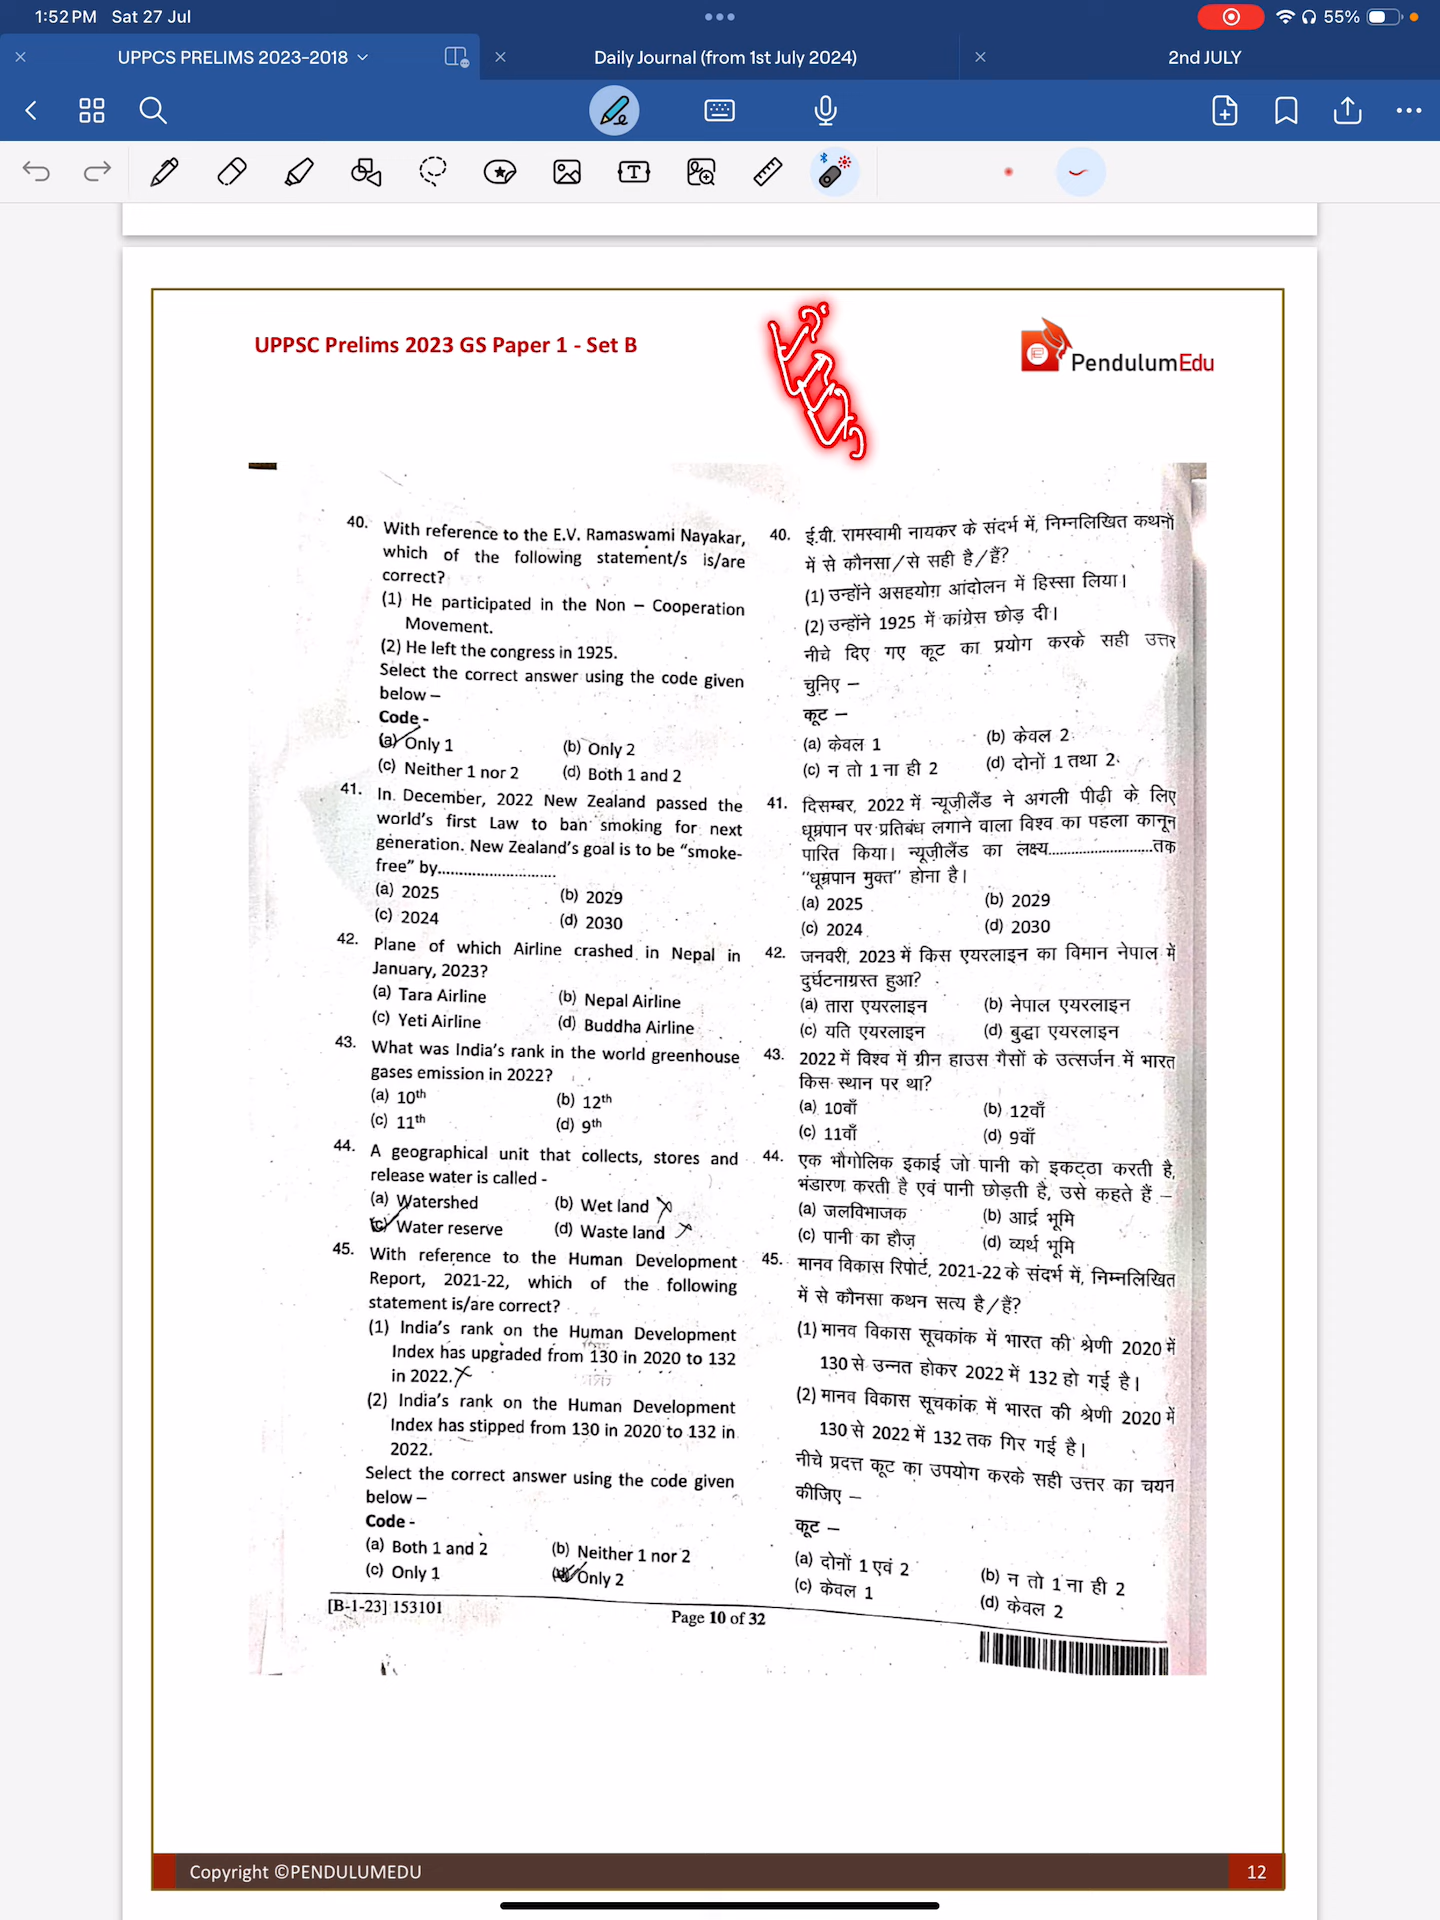 1:52 PM Sat 27 Jul
55%
UPPCS PRELIMS 2023-2018
Daily Journal (from 1st July 2024)
2nd JULY
UPPSC Prelims 2023 GS Paper 1 - Set B
PendulumEdu
40. With reference to the E.V. Ramaswami Nayakar,
which of the following statement/s is/are
correct?
(1) He participated in the Non – Cooperation
Movement.
(2) He left the congress in 1925.
Select the correct answer using the code given
below –
Code -
(a) Only 1 (b) Only 2
(c) Neither 1 nor 2 (d) Both 1 and 2
41. In December, 2022 New Zealand passed the
world's first Law to ban smoking for next
generation. New Zealand's goal is to be "smoke-
free" by...........................
(a) 2025 (b) 2029
(c) 2024 (d) 2030
42. Plane of which Airline crashed in Nepal in
January, 2023?
(a) Tara Airline (b) Nepal Airline
(c) Yeti Airline (d) Buddha Airline
43. What was India's rank in the world greenhouse
gases emission in 2022?
(a) 10th (b) 12th
(c) 11th (d) 9th
44. A geographical unit that collects, stores and
release water is called -
(a) Watershed (b) Wet land
(c) Water reserve (d) Waste land
45. With reference to the Human Development
Report, 2021-22, which of the following
statement is/are correct?
(1) India's rank on the Human Development
Index has upgraded from 130 in 2020 to 132
in 2022.
(2) India's rank on the Human Development
Index has stipped from 130 in 2020 to 132 in
2022.
Select the correct answer using the code given
below –
Code -
(a) Both 1 and 2 (b) Neither 1 nor 2
(c) Only 1 (d) Only 2
40. ई.वी. रामस्वामी नायकर के संदर्भ में, निम्नलिखित कथनों
में से कौनसा/से सही है/हैं?
(1) उन्होंने असहयोग आंदोलन में हिस्सा लिया।
(2) उन्होंने 1925 में कांग्रेस छोड़ दी।
नीचे दिए गए कूट का प्रयोग करके सही उत्तर
चुनिए –
कूट –
(a) केवल 1 (b) केवल 2
(c) न तो 1 ना ही 2 (d) दोनों 1 तथा 2
41. दिसम्बर, 2022 में न्यूज़ीलैंड ने अगली पीढ़ी के लिए
धूम्रपान पर प्रतिबंध लगाने वाला विश्व का पहला कानून
पारित किया। न्यूज़ीलैंड का लक्ष्य..........................तक
"धूम्रपान मुक्त" होना है।
(a) 2025 (b) 2029
(c) 2024 (d) 2030
42. जनवरी, 2023 में किस एयरलाइन का विमान नेपाल में
दुर्घटनाग्रस्त हुआ?
(a) तारा एयरलाइन (b) नेपाल एयरलाइन
(c) यति एयरलाइन (d) बुद्धा एयरलाइन
43. 2022 में विश्व में ग्रीन हाउस गैसों के उत्सर्जन में भारत
किस स्थान पर था?
(a) 10वाँ (b) 12वाँ
(c) 11वाँ (d) 9वाँ
44. एक भौगोलिक इकाई जो पानी को इकट्ठा करती है,
भंडारण करती है एवं पानी छोड़ती है, उसे कहते हैं –
(a) जलविभाजक (b) आर्द्र भूमि
(c) पानी का हौज़ (d) व्यर्थ भूमि
45. मानव विकास रिपोर्ट, 2021-22 के संदर्भ में, निम्नलिखित
में से कौनसा कथन सत्य है/हैं?
(1) मानव विकास सूचकांक में भारत की श्रेणी 2020 में
130 से उन्नत होकर 2022 में 132 हो गई है।
(2) मानव विकास सूचकांक में भारत की श्रेणी 2020 में
130 से 2022 में 132 तक गिर गई है।
नीचे प्रदत्त कूट का उपयोग करके सही उत्तर का चयन
कीजिए –
कूट –
(a) दोनों 1 एवं 2 (b) न तो 1 ना ही 2
(c) केवल 1 (d) केवल 2
[B-1-23] 153101
Page 10 of 32
Copyright ©PENDULUMEDU
12